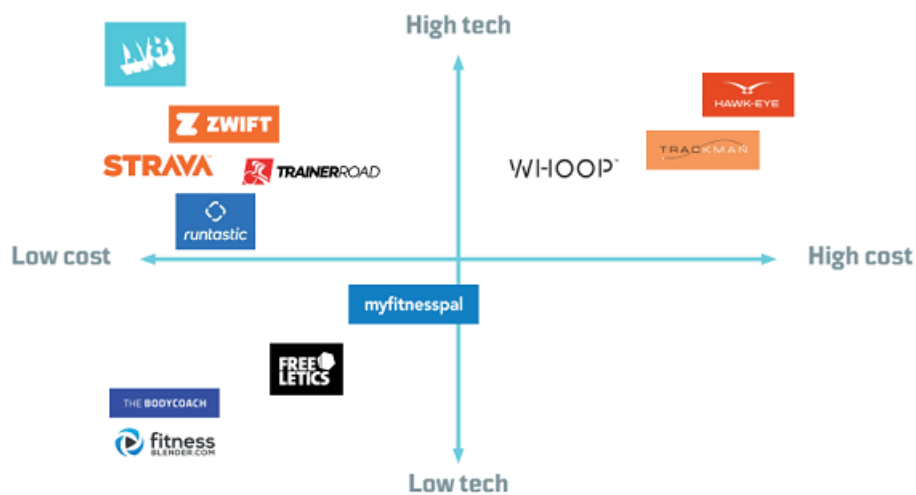 High tech
HAWK-EYE
ZWIFT
TRACKMAN
STRAVA
TRAINERROAD
WHOOP
runtastic
Low cost
High cost
myfitnesspal
FREE
LETICS
THE BODYCOACH
fitness
BLENDER.COM
Low tech